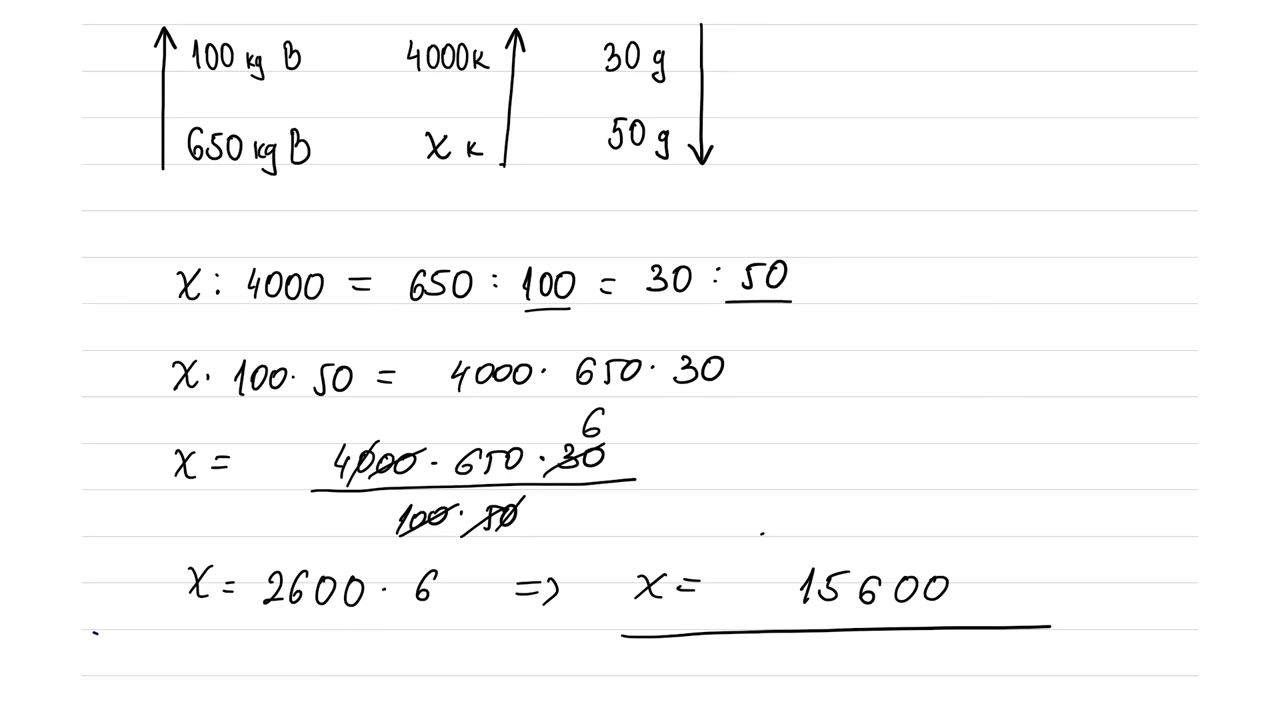 100 kg B 4000к 30 g
650 kg B x к 50 g
x : 4000 = 650 : 100 = 30 : 50
x · 100 · 50 = 4000 · 650 · 30
6
x = 4000 · 650 · 30
100 · 50
x = 2600 · 6 => x = 15600